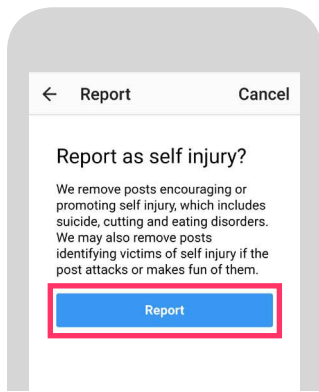 ← Report Cancel
Report as self injury?
We remove posts encouraging or
promoting self injury, which includes
suicide, cutting and eating disorders.
We may also remove posts
identifying victims of self injury if the
post attacks or makes fun of them.
Report